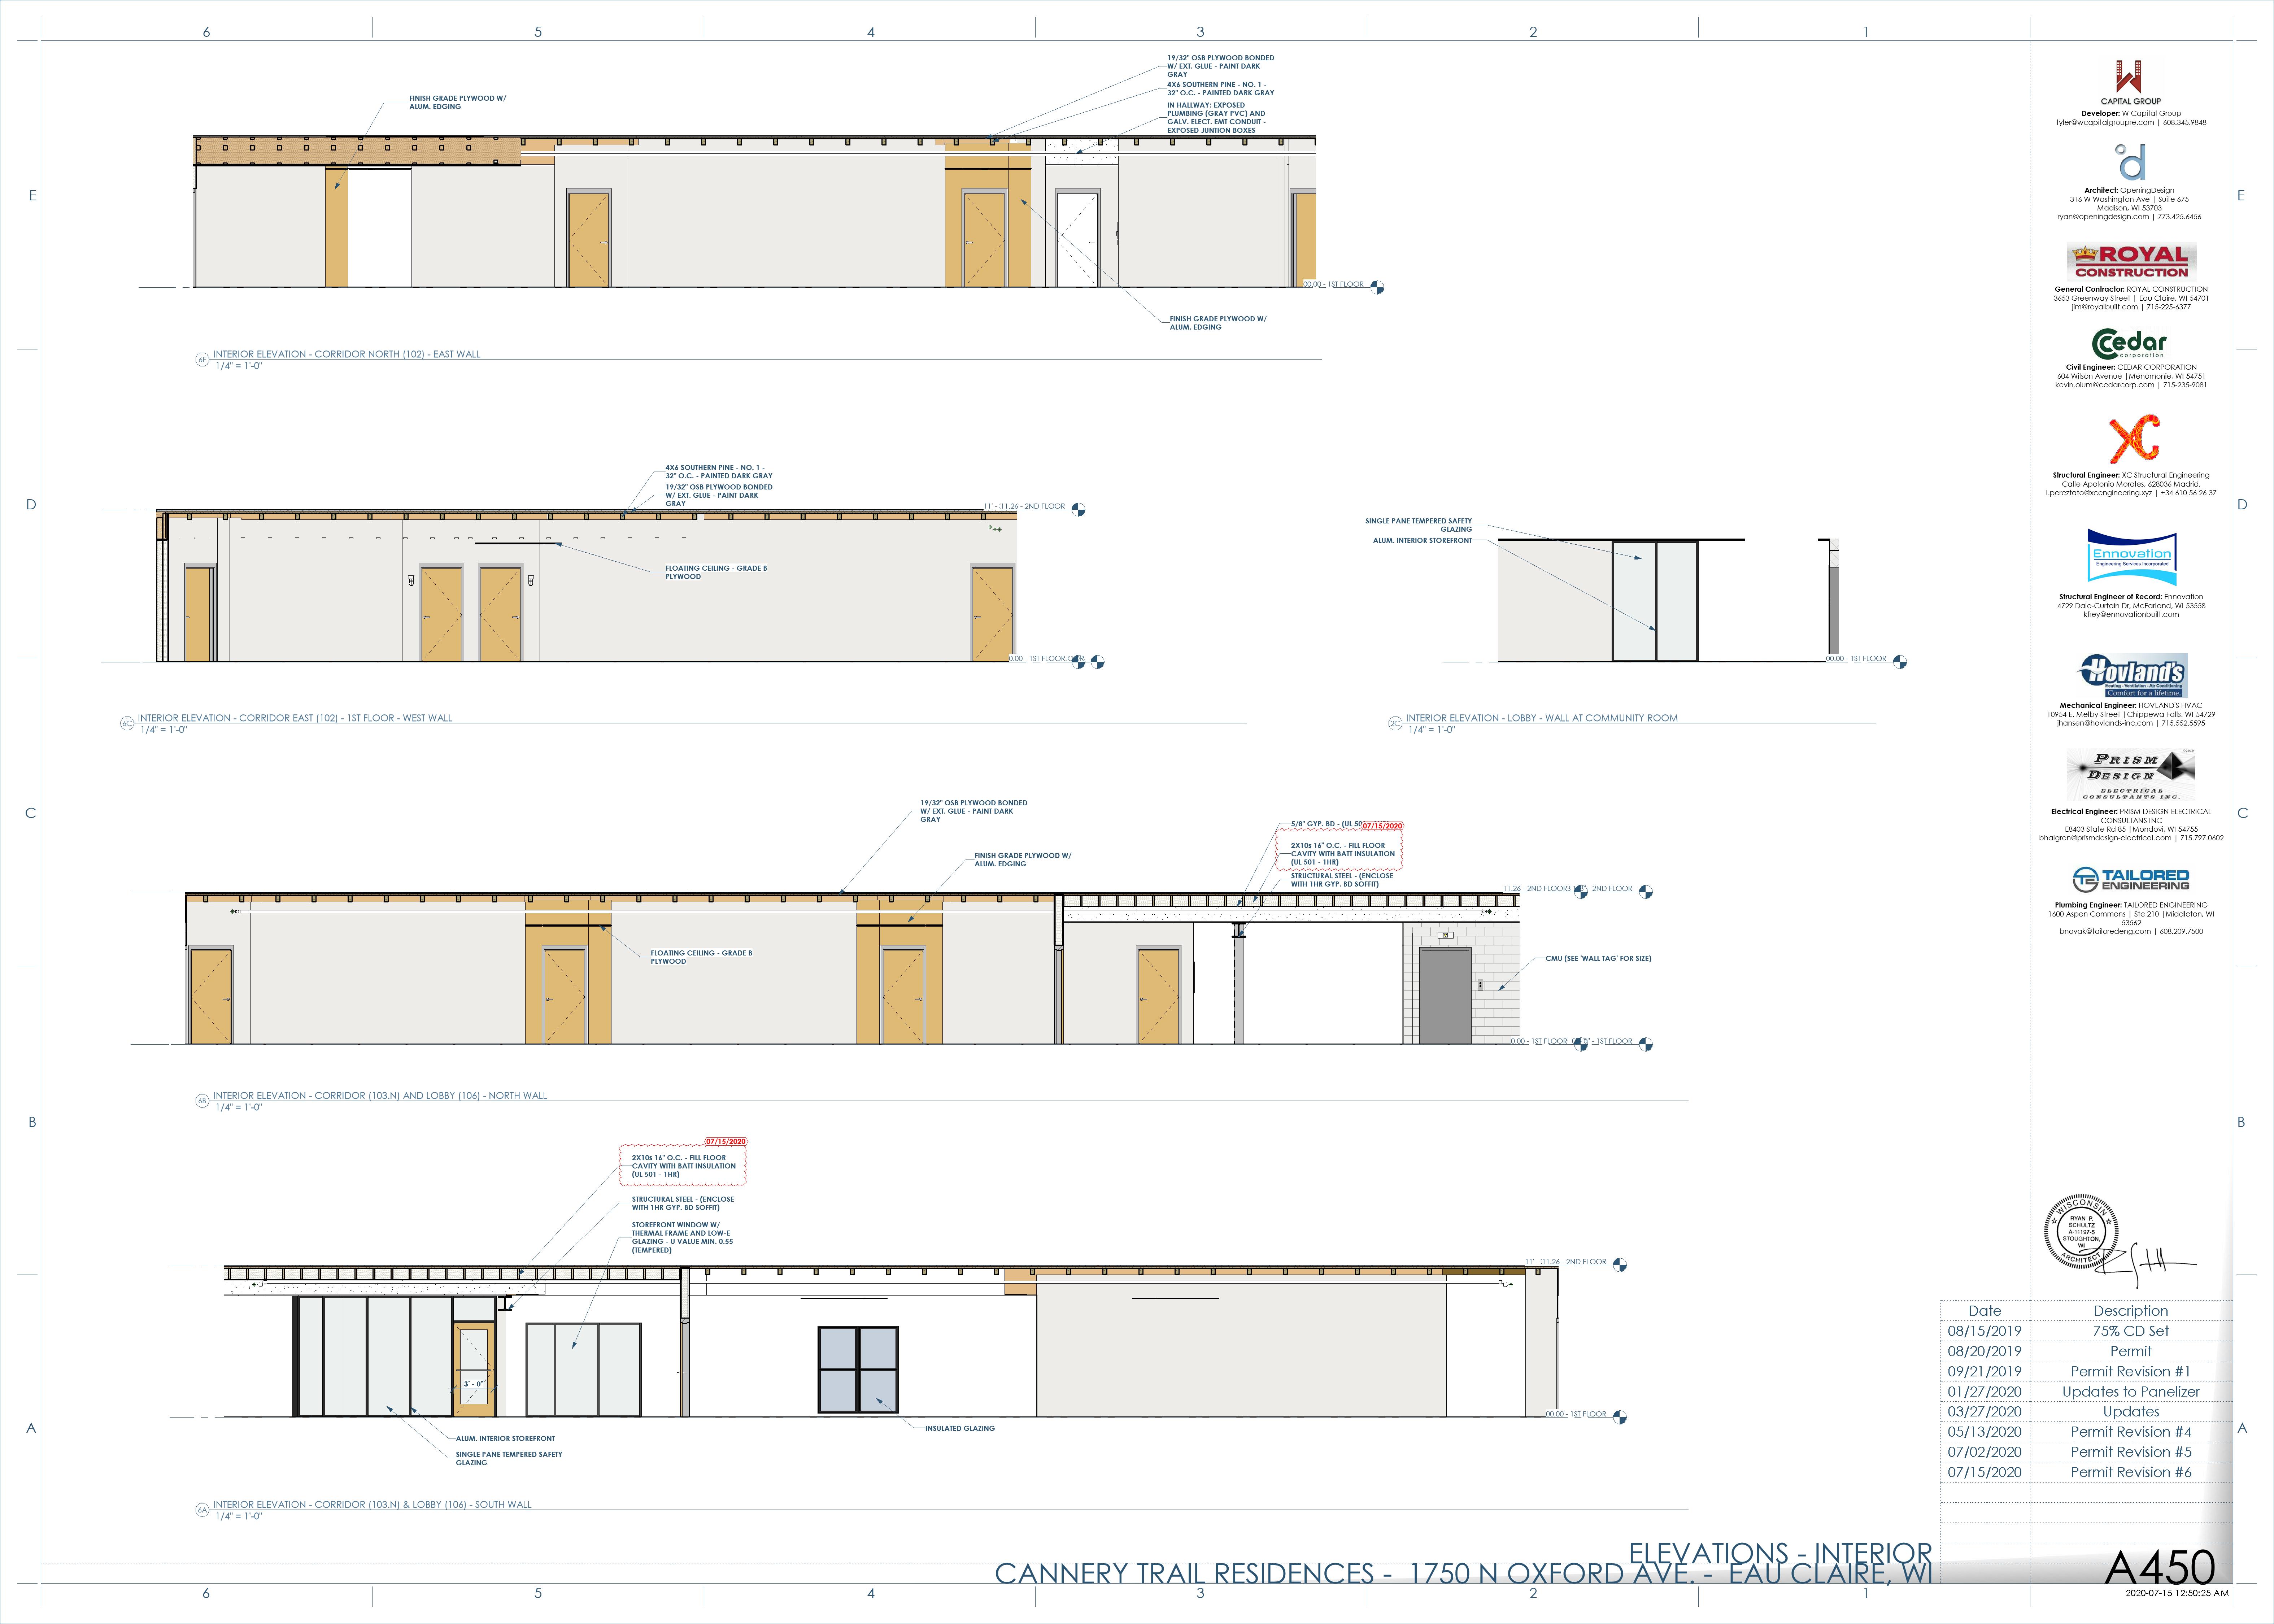 6 5 4 3 2 1
19/32" OSB PLYWOOD BONDED
W/ EXT. GLUE - PAINT DARK
GRAY
4X6 SOUTHERN PINE - NO. 1 -
32" O.C. - PAINTED DARK GRAY
IN HALLWAY: EXPOSED
PLUMBING (GRAY PVC) AND
GALV. ELECT. EMT CONDUIT -
EXPOSED JUNTION BOXES
FINISH GRADE PLYWOOD W/
ALUM. EDGING
E
E
00.00 - 1ST FLOOR
FINISH GRADE PLYWOOD W/
ALUM. EDGING
6E
INTERIOR ELEVATION - CORRIDOR NORTH (102) - EAST WALL
1/4" = 1'-0"
4X6 SOUTHERN PINE - NO. 1 -
32" O.C. - PAINTED DARK GRAY
19/32" OSB PLYWOOD BONDED
W/ EXT. GLUE - PAINT DARK
GRAY
D
D
2ND FLOOR
FLOATING CEILING - GRADE B
PLYWOOD
1ST FLOOR
6C
INTERIOR ELEVATION - CORRIDOR EAST (102) - 1ST FLOOR - WEST WALL
1/4" = 1'-0"
SINGLE PANE TEMPERED SAFETY
GLAZING
ALUM. INTERIOR STOREFRONT
00.00 - 1ST FLOOR
2C
INTERIOR ELEVATION - LOBBY - WALL AT COMMUNITY ROOM
1/4" = 1'-0"
C
C
19/32" OSB PLYWOOD BONDED
W/ EXT. GLUE - PAINT DARK
GRAY
FINISH GRADE PLYWOOD W/
ALUM. EDGING
5/8" GYP. BD - (UL
07/15/2020
2X10s 16" O.C. - FILL FLOOR
CAVITY WITH BATT INSULATION
(UL 501 - 1HR)
STRUCTURAL STEEL - (ENCLOSE
WITH 1HR GYP. BD SOFFIT)
11.26 - 2ND FLOOR
- 2ND FLOOR
FLOATING CEILING - GRADE B
PLYWOOD
CMU (SEE 'WALL TAG' FOR SIZE)
0.00 - 1ST FLOOR
- 1ST FLOOR
6B
INTERIOR ELEVATION - CORRIDOR (103.N) AND LOBBY (106) - NORTH WALL
1/4" = 1'-0"
B
B
07/15/2020
2X10s 16" O.C. - FILL FLOOR
CAVITY WITH BATT INSULATION
(UL 501 - 1HR)
STRUCTURAL STEEL - (ENCLOSE
WITH 1HR GYP. BD SOFFIT)
STOREFRONT WINDOW W/
THERMAL FRAME AND LOW-E
GLAZING - U VALUE MIN. 0.55
(TEMPERED)
2ND FLOOR
3' - 0"
00.00 - 1ST FLOOR
INSULATED GLAZING
ALUM. INTERIOR STOREFRONT
SINGLE PANE TEMPERED SAFETY
GLAZING
A
A
6A
INTERIOR ELEVATION - CORRIDOR (103.N) & LOBBY (106) - SOUTH WALL
1/4" = 1'-0"
CAPITAL GROUP
Developer: W Capital Group
tyler@wcapitalgroupre.com | 608.345.9848
d
Architect: OpeningDesign
316 W Washington Ave | Suite 675
Madison, WI 53703
ryan@openingdesign.com | 773.425.6456
ROYAL
CONSTRUCTION
General Contractor: ROYAL CONSTRUCTION
3653 Greenway Street | Eau Claire, WI 54701
jim@royalbuilt.com | 715-225-6377
Cedar
corporation
Civil Engineer: CEDAR CORPORATION
604 Wilson Avenue |Menomonie, WI 54751
kevin.oium@cedarcorp.com | 715-235-9081
XC
Structural Engineer: XC Structural Engineering
Calle Apolonio Morales, 628036 Madrid,
l.pereztato@xcengineering.xyz | +34 610 56 26 37
Ennovation
Engineering Services Incorporated
Structural Engineer of Record: Ennovation
4729 Dale-Curtain Dr, McFarland, WI 53558
kfrey@ennovationbuilt.com
Hovland's
Heating - Ventilation - Air Conditioning
Comfort for a lifetime.
Mechanical Engineer: HOVLAND'S HVAC
10954 E. Melby Street |Chippewa Falls, WI 54729
jhansen@hovlands-inc.com | 715.552.5595
PRISM
DESIGN
ELECTRICAL
CONSULTANTS INC.
Electrical Engineer: PRISM DESIGN ELECTRICAL
CONSULTANS INC
E8403 State Rd 85 |Mondovi, WI 54755
bhalgren@prismdesign-electrical.com | 715.797.0602
TE TAILORED
ENGINEERING
Plumbing Engineer: TAILORED ENGINEERING
1600 Aspen Commons | Ste 210 |Middleton, WI
53562
bnovak@tailoredeng.com | 608.209.7500
WISCONSIN
RYAN P.
SCHULTZ
A-11197-5
STOUGHTON,
WI
ARCHITECT
Date Description
08/15/2019 75% CD Set
08/20/2019 Permit
09/21/2019 Permit Revision #1
01/27/2020 Updates to Panelizer
03/27/2020 Updates
05/13/2020 Permit Revision #4
07/02/2020 Permit Revision #5
07/15/2020 Permit Revision #6
ELEVATIONS - INTERIOR
CANNERY TRAIL RESIDENCES - 1750 N OXFORD AVE. - EAU CLAIRE, WI
A450
2020-07-15 12:50:25 AM
6 5 4 3 2 1